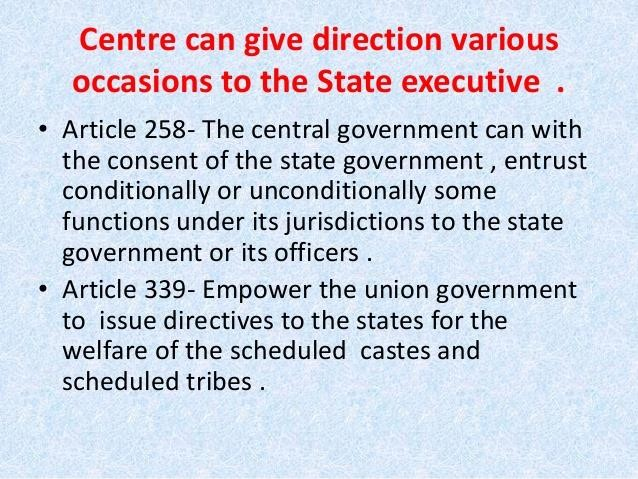 Centre can give direction various
occasions to the State executive .
• Article 258- The central government can with
the consent of the state government , entrust
conditionally or unconditionally some
functions under its jurisdictions to the state
government or its officers .
• Article 339- Empower the union government
to issue directives to the states for the
welfare of the scheduled castes and
scheduled tribes .